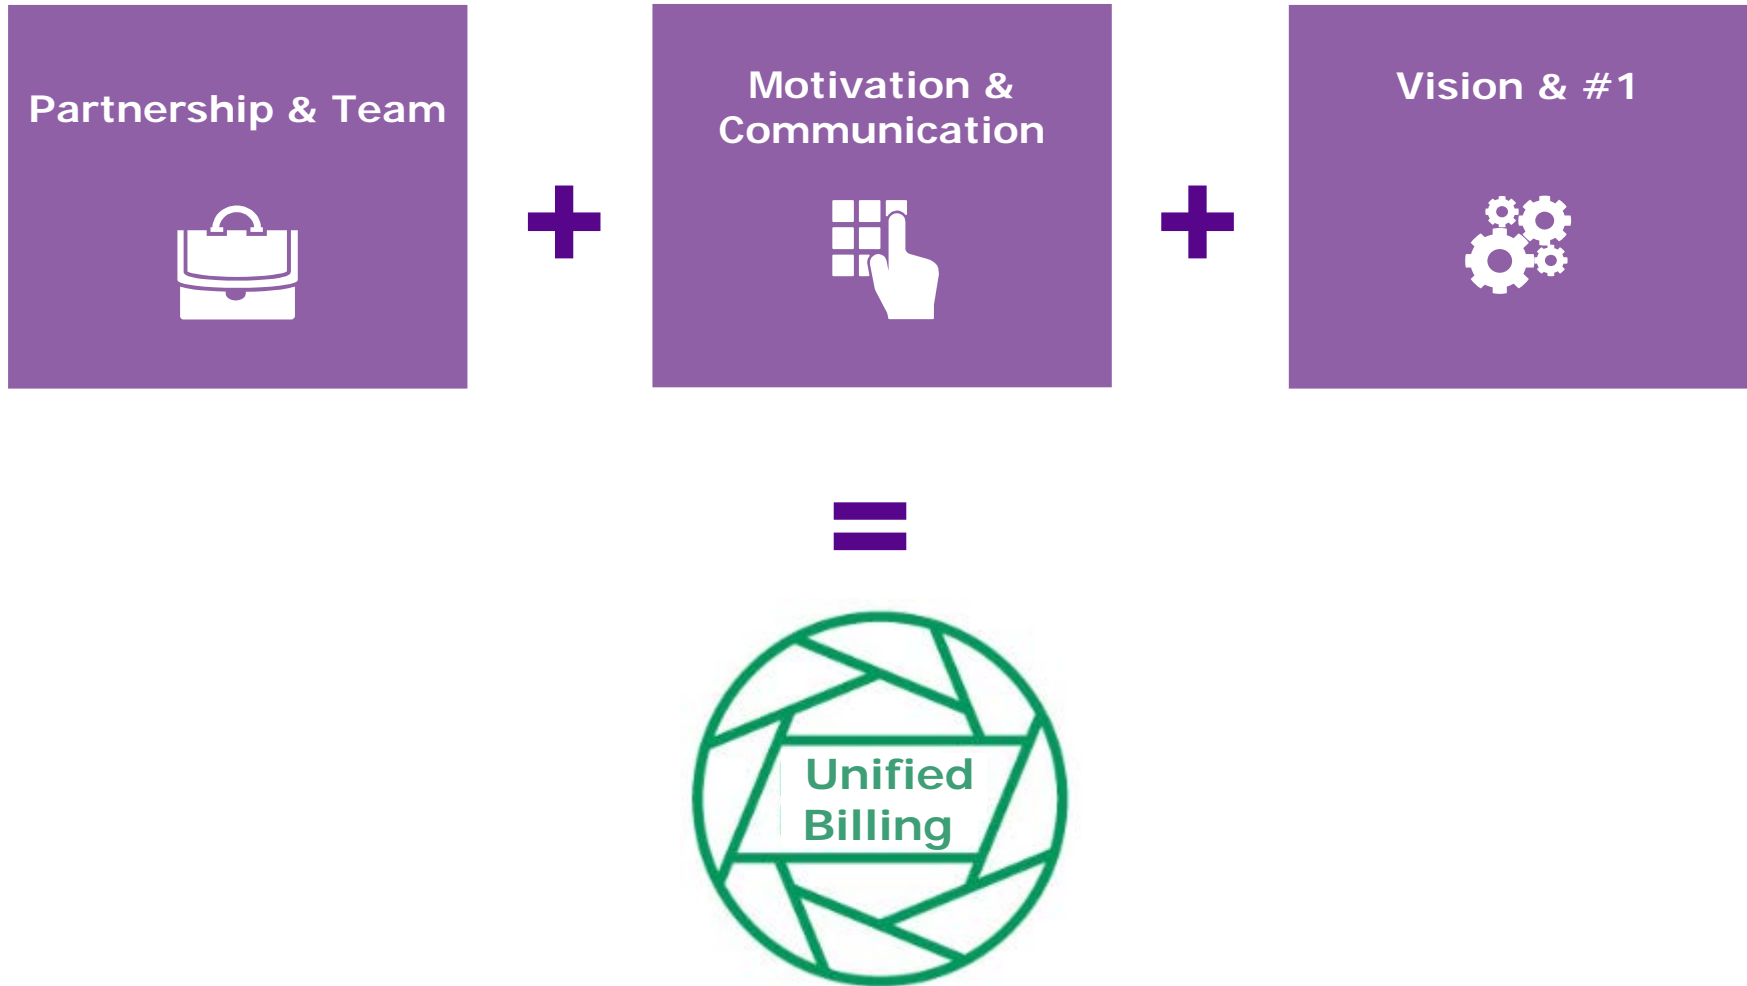 Partnership & Team
Motivation &
Communication
Vision & #1
+
+
=
Unified
Billing